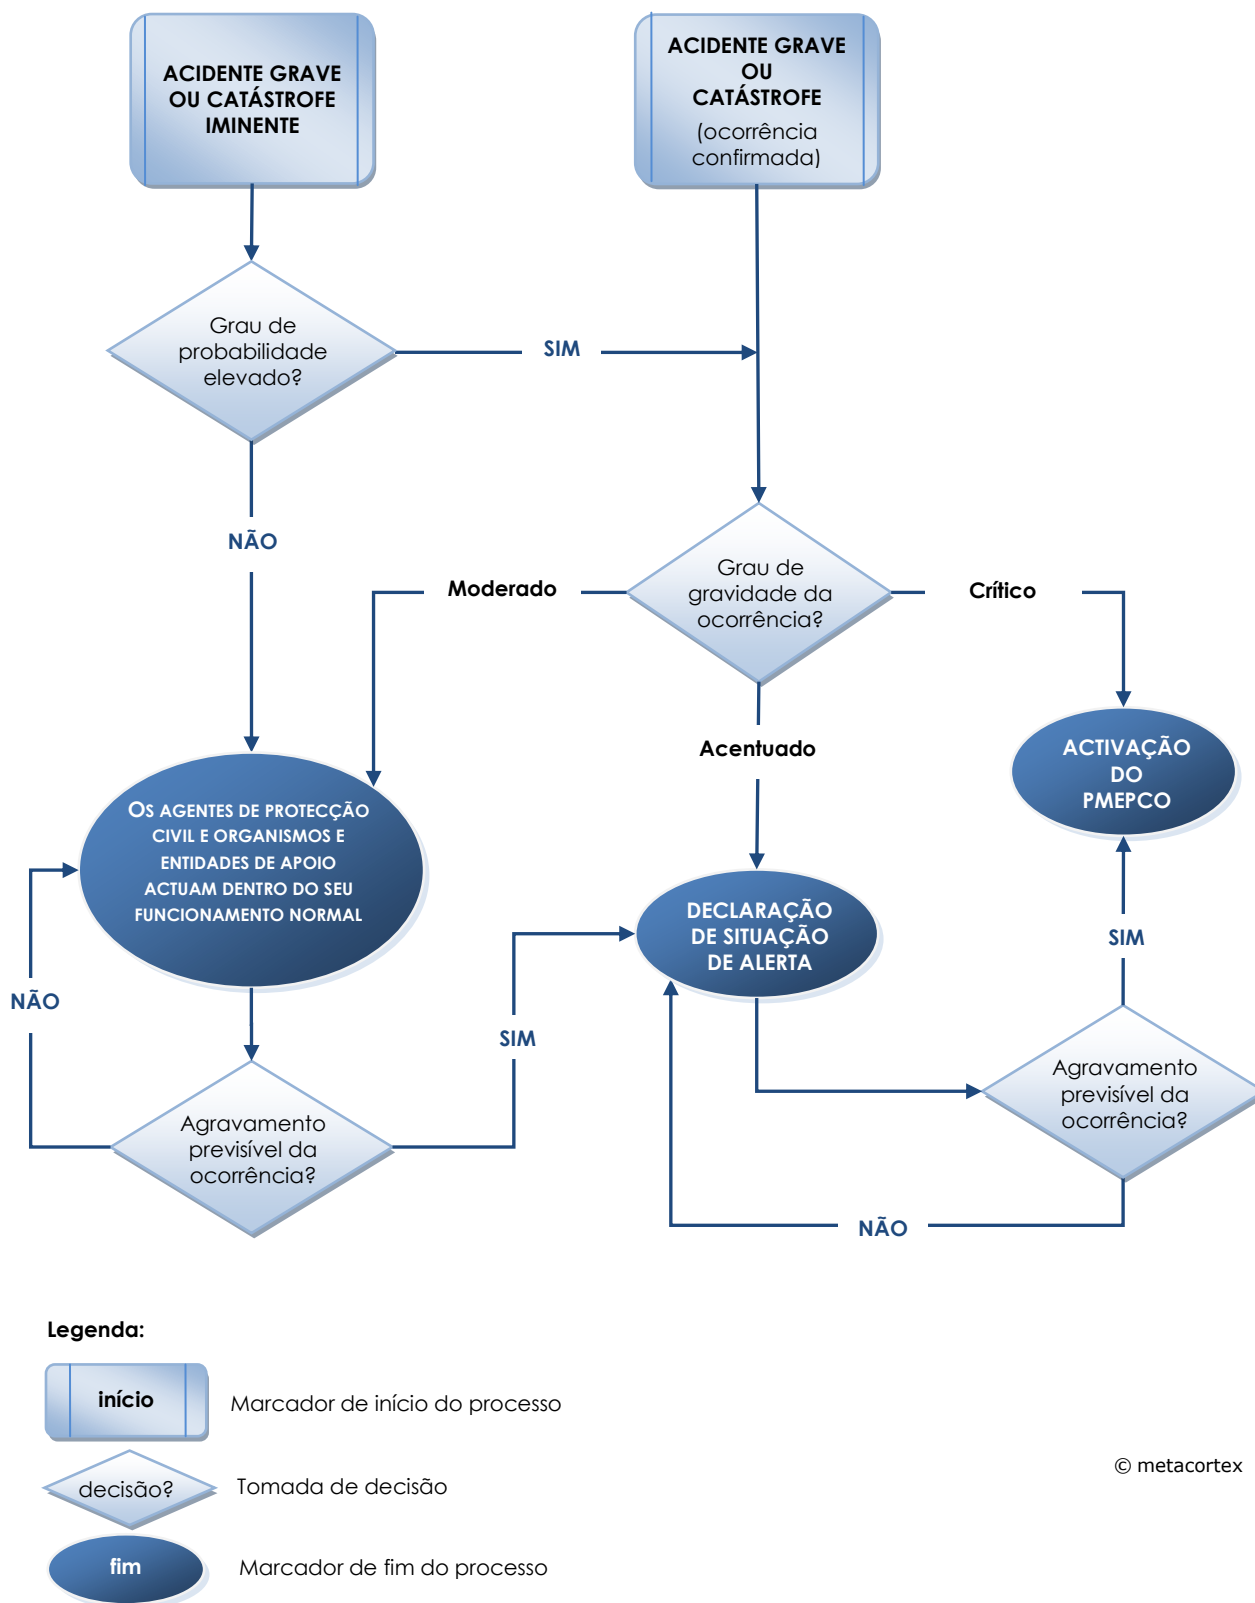 ACIDENTE GRAVE
OU CATÁSTROFE
IMINENTE
ACIDENTE GRAVE
OU
CATÁSTROFE
(ocorrência
confirmada)
Grau de
probabilidade
elevado?
SIM
NÃO
Grau de
gravidade da
ocorrência?
Moderado
Crítico
Acentuado
ACTIVAÇÃO
DO
PMEPCO
OS AGENTES DE PROTECÇÃO
CIVIL E ORGANISMOS E
ENTIDADES DE APOIO
ACTUAM DENTRO DO SEU
FUNCIONAMENTO NORMAL
DECLARAÇÃO
DE SITUAÇÃO
DE ALERTA
SIM
NÃO
SIM
Agravamento
previsível da
ocorrência?
Agravamento
previsível da
ocorrência?
NÃO
Legenda:
início
Marcador de início do processo
decisão?
Tomada de decisão
© metacortex
fim
Marcador de fim do processo